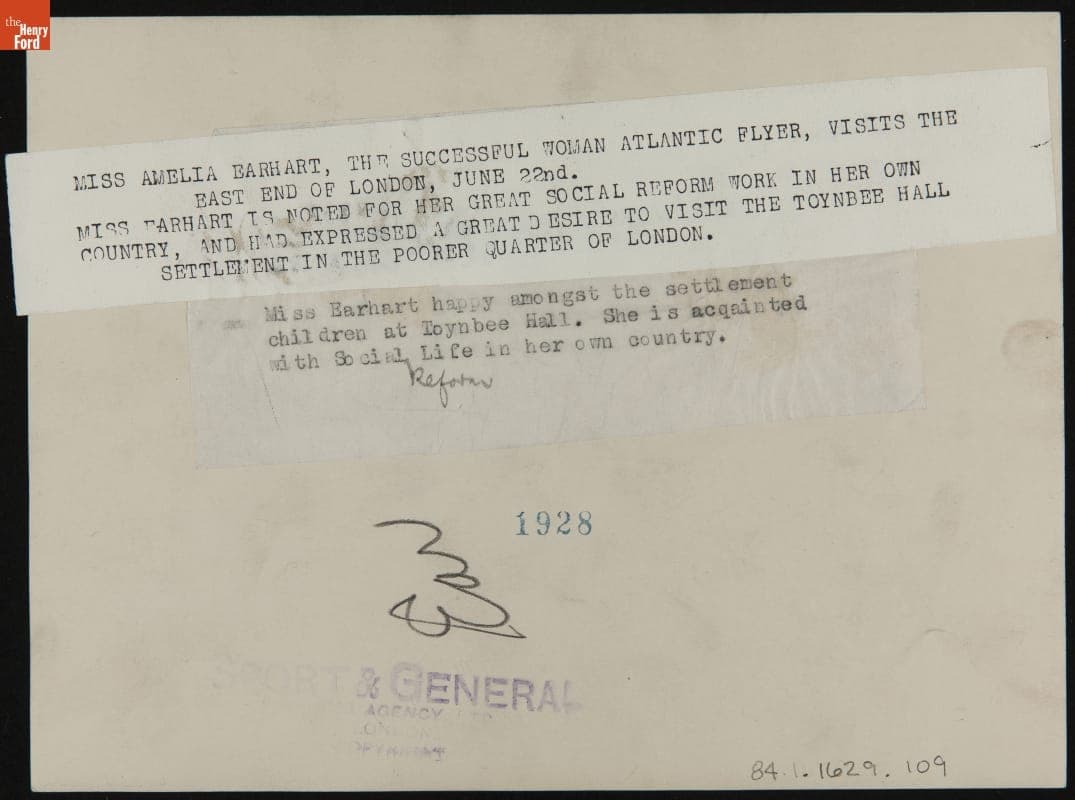 the
Henry
Ford
MISS AMELIA EARHART, THE SUCCESSFUL WOMAN ATLANTIC FLYER, VISITS THE
EAST END OF LONDON, JUNE 22nd.
MISS EARHART IS NOTED FOR HER GREAT SOCIAL REFORM WORK IN HER OWN
COUNTRY, AND HAD EXPRESSED A GREAT DESIRE TO VISIT THE TOYNBEE HALL
SETTLEMENT IN THE POORER QUARTER OF LONDON.
Miss Earhart happy amongst the settlement
children at Toynbee Hall. She is acqainted
with Social Life in her own country.
Reform
1928
SPORT & GENERAL
AGENCY
LONDON
84.1.1629.109